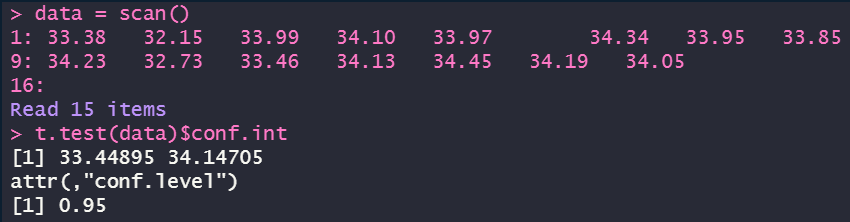 > data = scan()
1: 33.38 32.15 33.99 34.10 33.97 34.34 33.95 33.85
9: 34.23 32.73 33.46 34.13 34.45 34.19 34.05
16:
Read 15 items
> t.test(data)$conf.int
[1] 33.44895 34.14705
attr(,"conf.level")
[1] 0.95